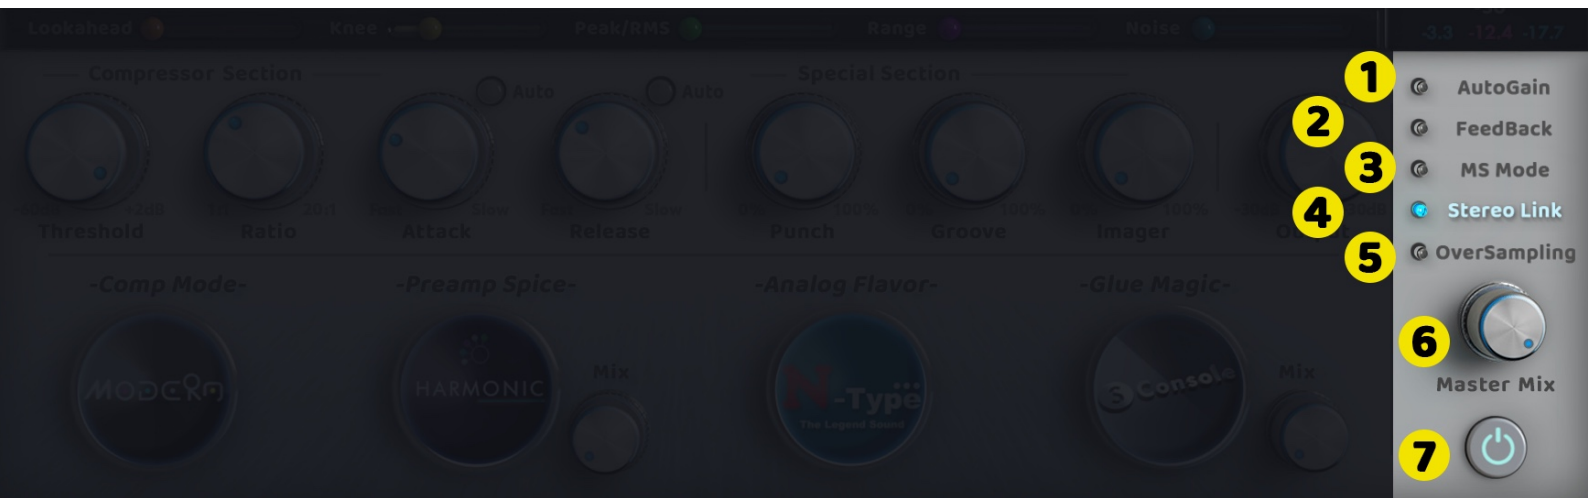 Lookahead Knee Peak/RMS Range Noise
-3.3 -12.4 -17.7
Compressor Section Special Section
Auto Auto
1 AutoGain
2 FeedBack
3 MS Mode
4 Stereo Link
5 OverSampling
+2dB 20:1 Fast Slow Fast Slow 0% 100% 0% 100% 0% 100%
Threshold Ratio Attack Release Punch Groove Imager
-Comp Mode- -Preamp Spice- -Analog Flavor- -Glue Magic-
6
Master Mix
Mix Mix
MODERN HARMONIC N-Type S Console
The Legend Sound
7